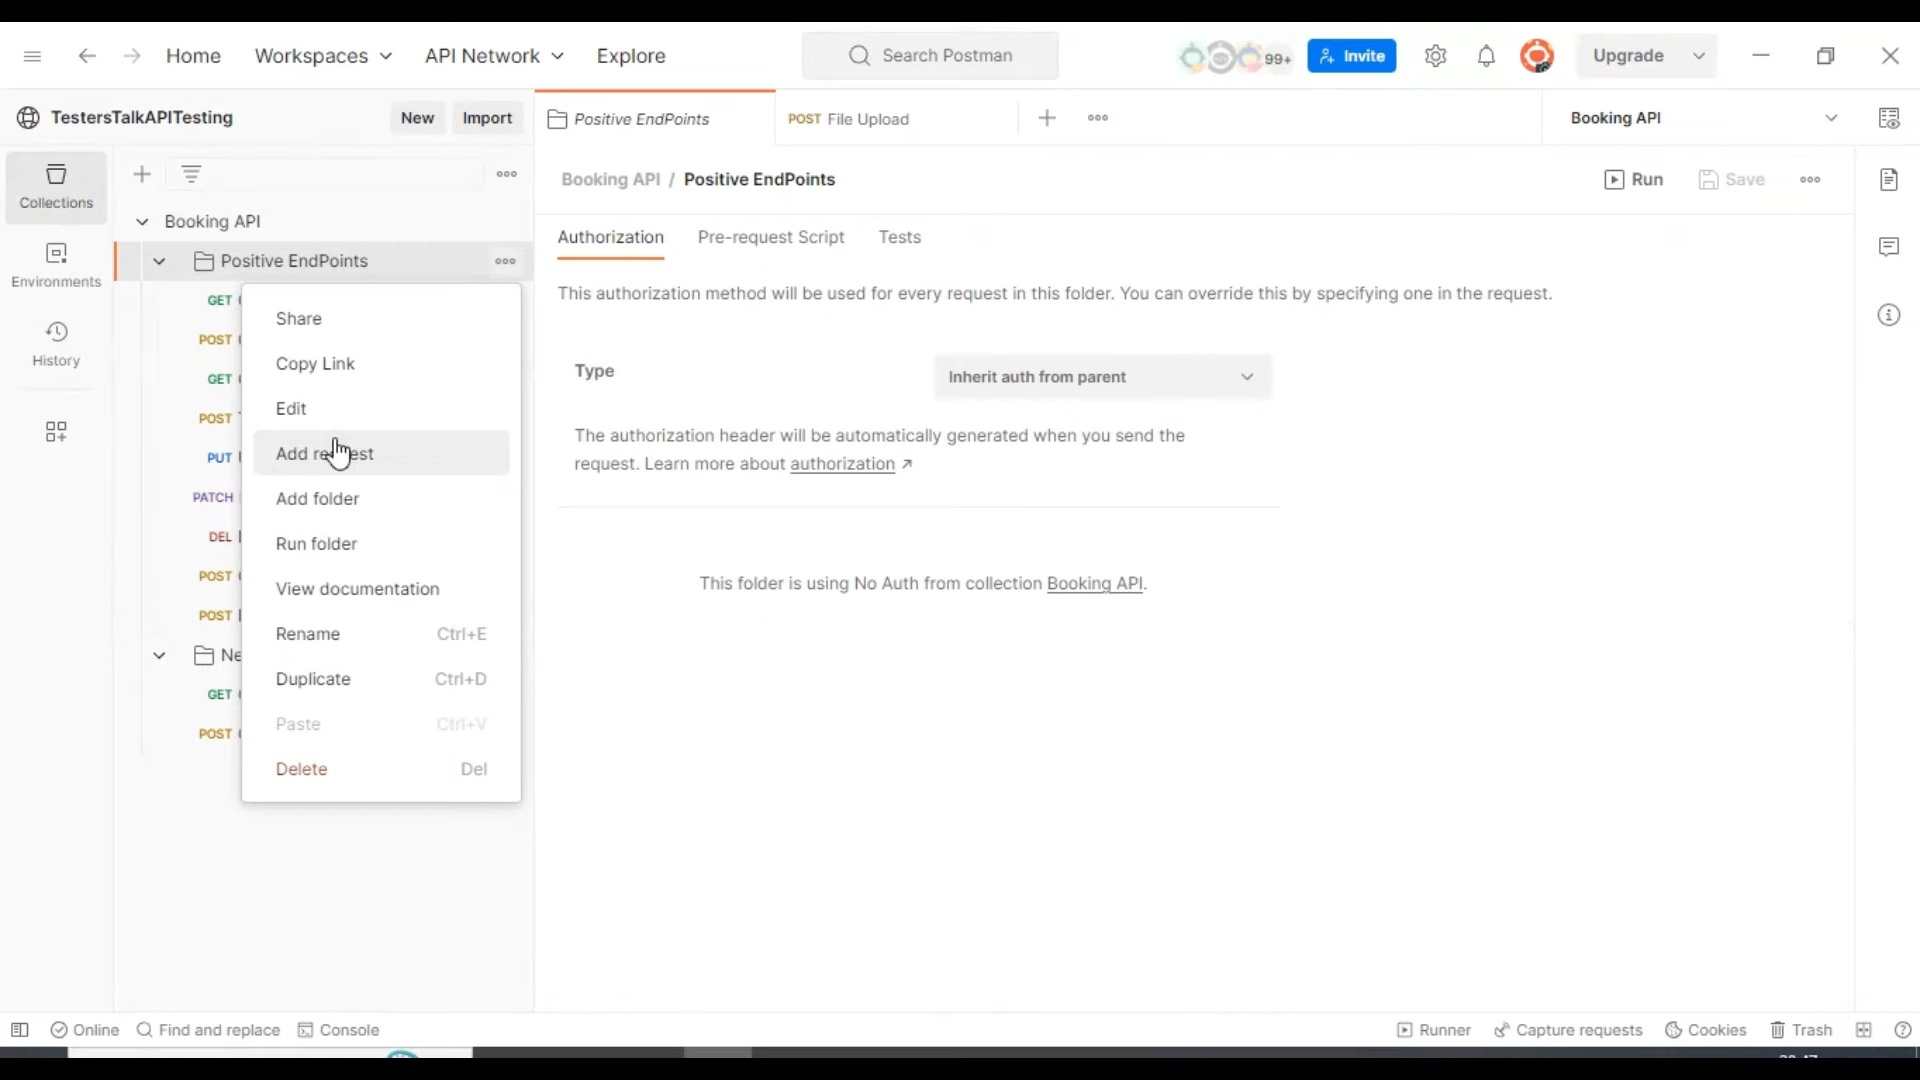 Home Workspaces API Network Explore Search Postman 99+ Invite Upgrade
TestersTalkAPITesting New Import Positive EndPoints POST File Upload Booking API
Collections
Environments
History
Booking API
Positive EndPoints
GET
POST
GET
POST
PUT
PATCH
DEL
POST
POST
Ne
GET
POST
Share
Copy Link
Edit
Add request
Add folder
Run folder
View documentation
Rename Ctrl+E
Duplicate Ctrl+D
Paste Ctrl+V
Delete Del
Booking API / Positive EndPoints Run Save
Authorization Pre-request Script Tests
This authorization method will be used for every request in this folder. You can override this by specifying one in the request.
Type Inherit auth from parent
The authorization header will be automatically generated when you send the
request. Learn more about authorization ↗
This folder is using No Auth from collection Booking API.
Online Find and replace Console Runner Capture requests Cookies Trash